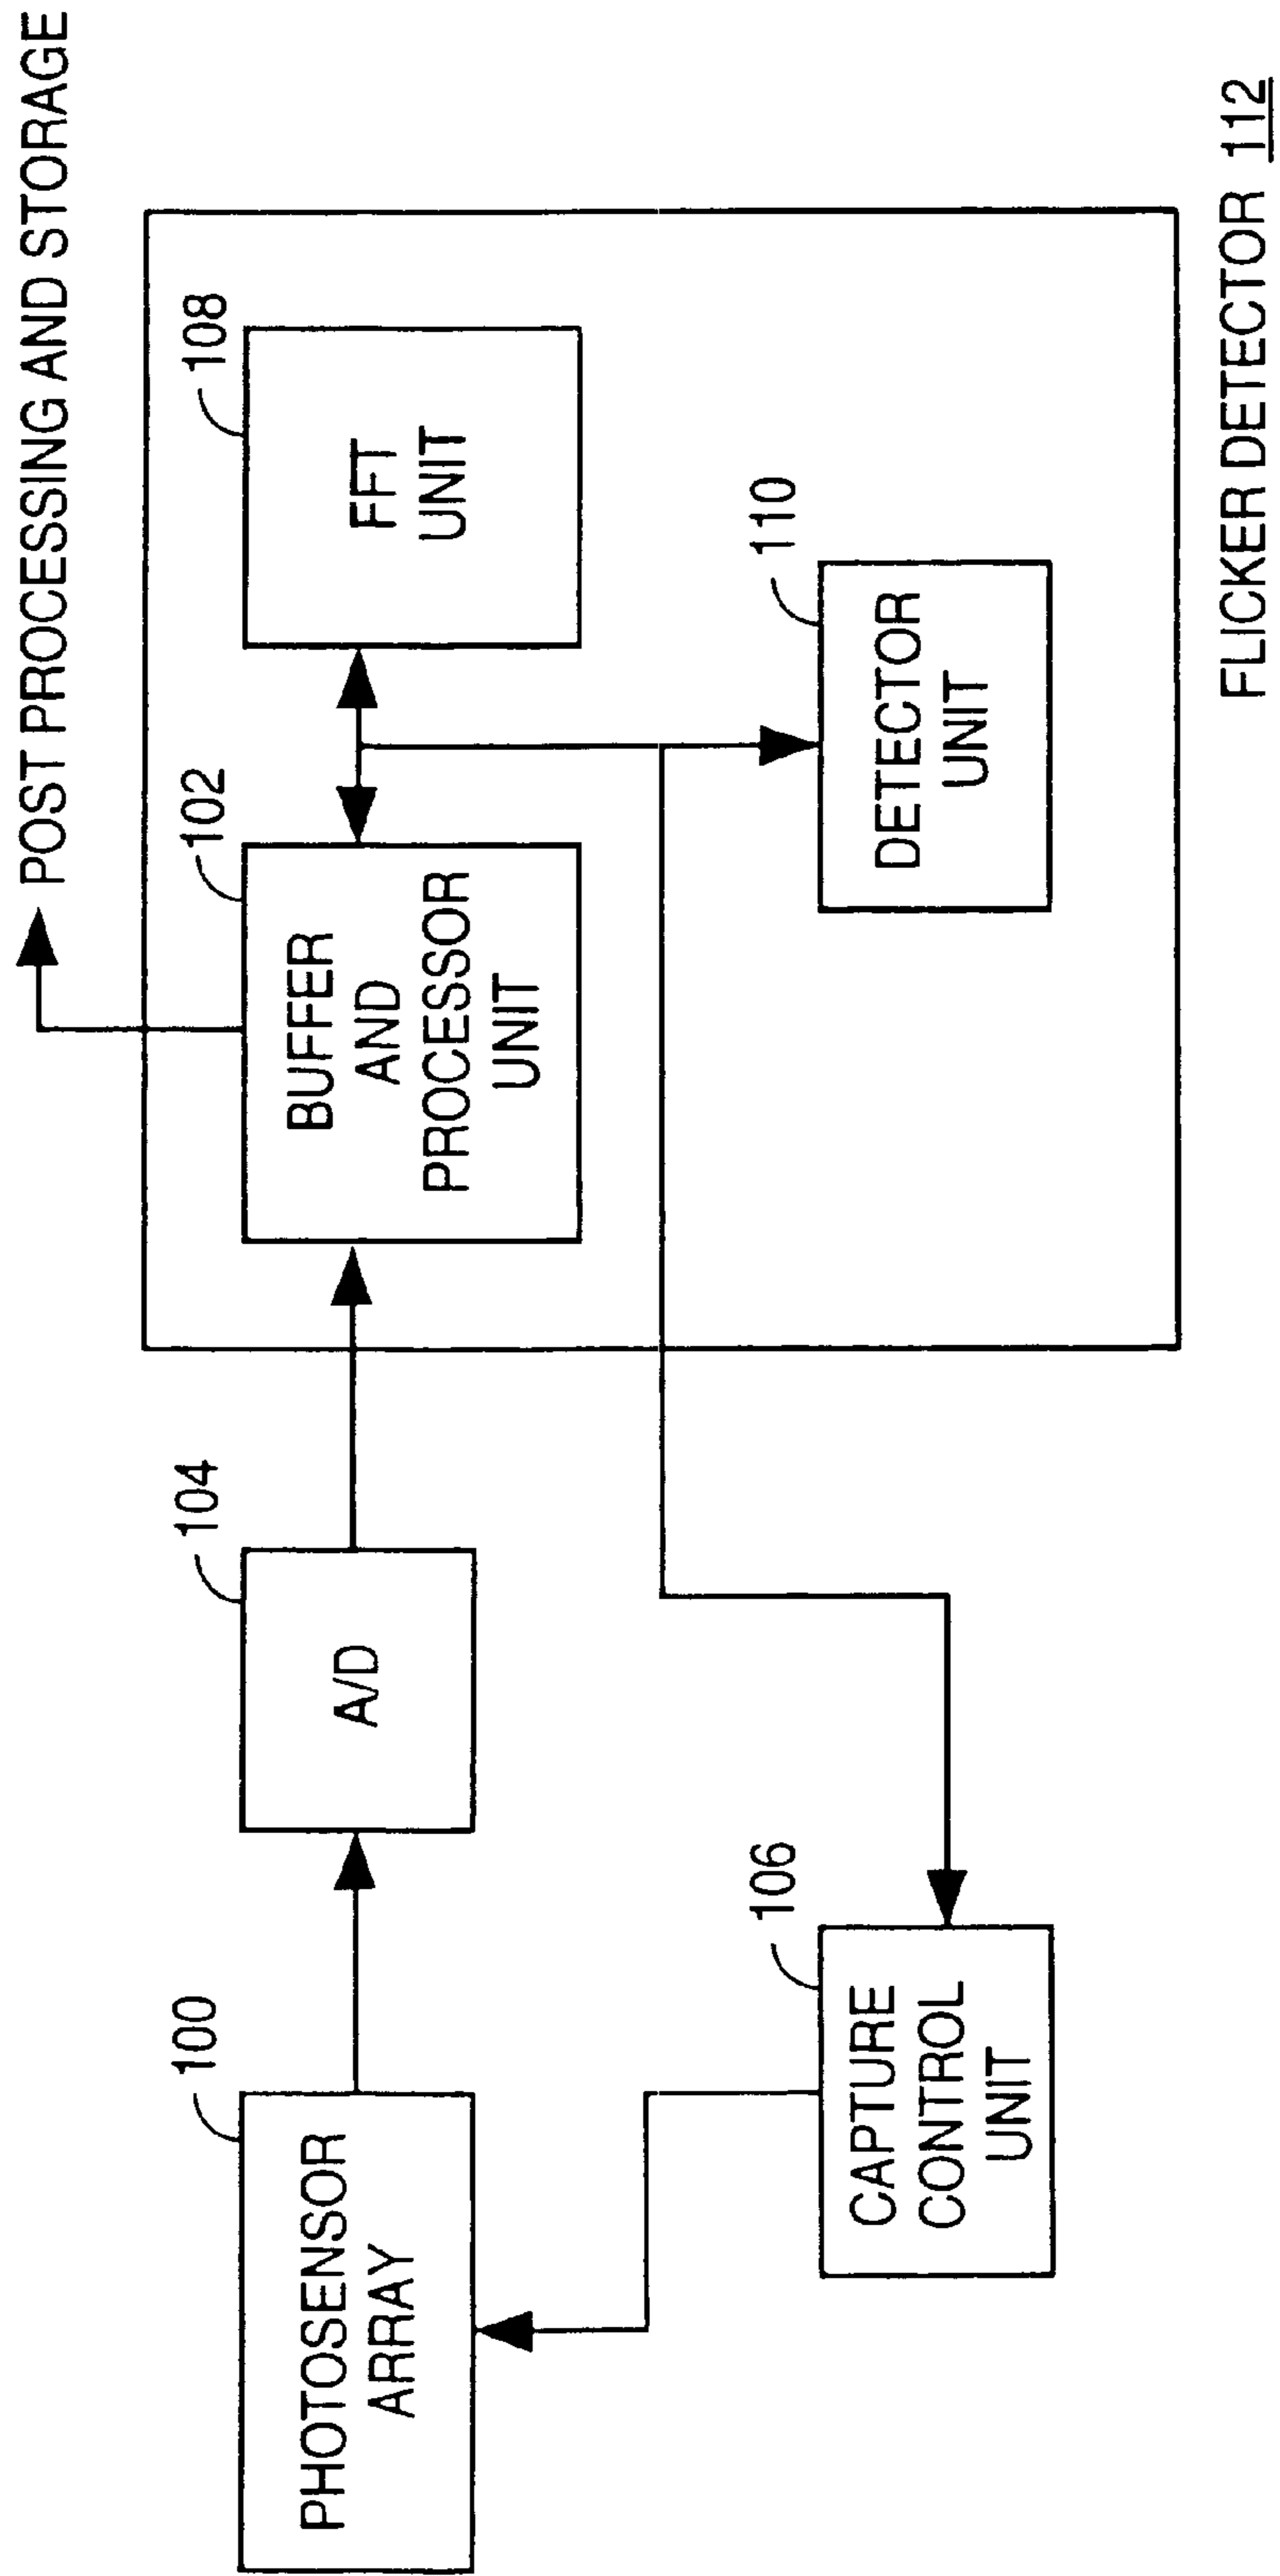 POST PROCESSING AND STORAGE
100
PHOTOSENSOR
ARRAY
104
A/D
102
BUFFER
AND
PROCESSOR
UNIT
108
FFT
UNIT
106
CAPTURE
CONTROL
UNIT
110
DETECTOR
UNIT
FLICKER DETECTOR 112